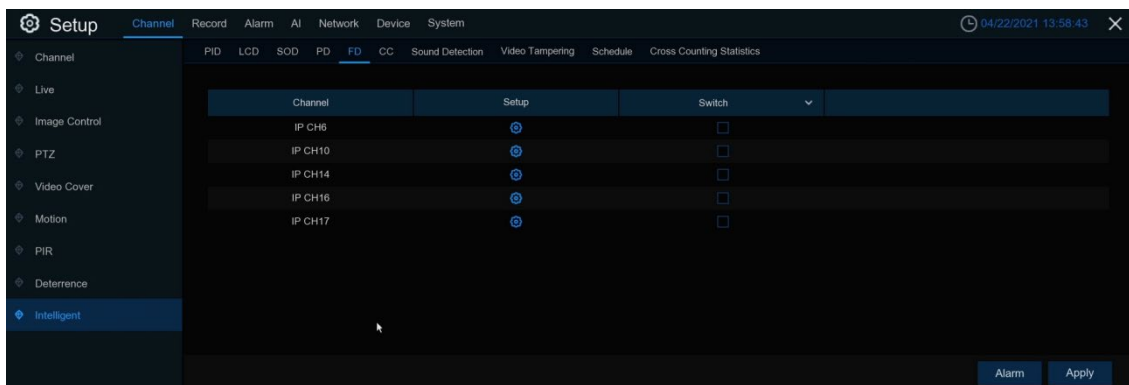 Setup Channel Record Alarm AI Network Device System 04/22/2021 13:58:43
PID LCD SOD PD FD CC Sound Detection Video Tampering Schedule Cross Counting Statistics
Channel
Live
Image Control
PTZ
Video Cover
Motion
PIR
Deterrence
Intelligent
Channel Setup Switch
IP CH6
IP CH10
IP CH14
IP CH16
IP CH17
Alarm Apply